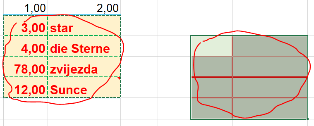 1,00 2,00
3,00 star
4,00 die Sterne
78,00 zvijezda
12,00 Sunce